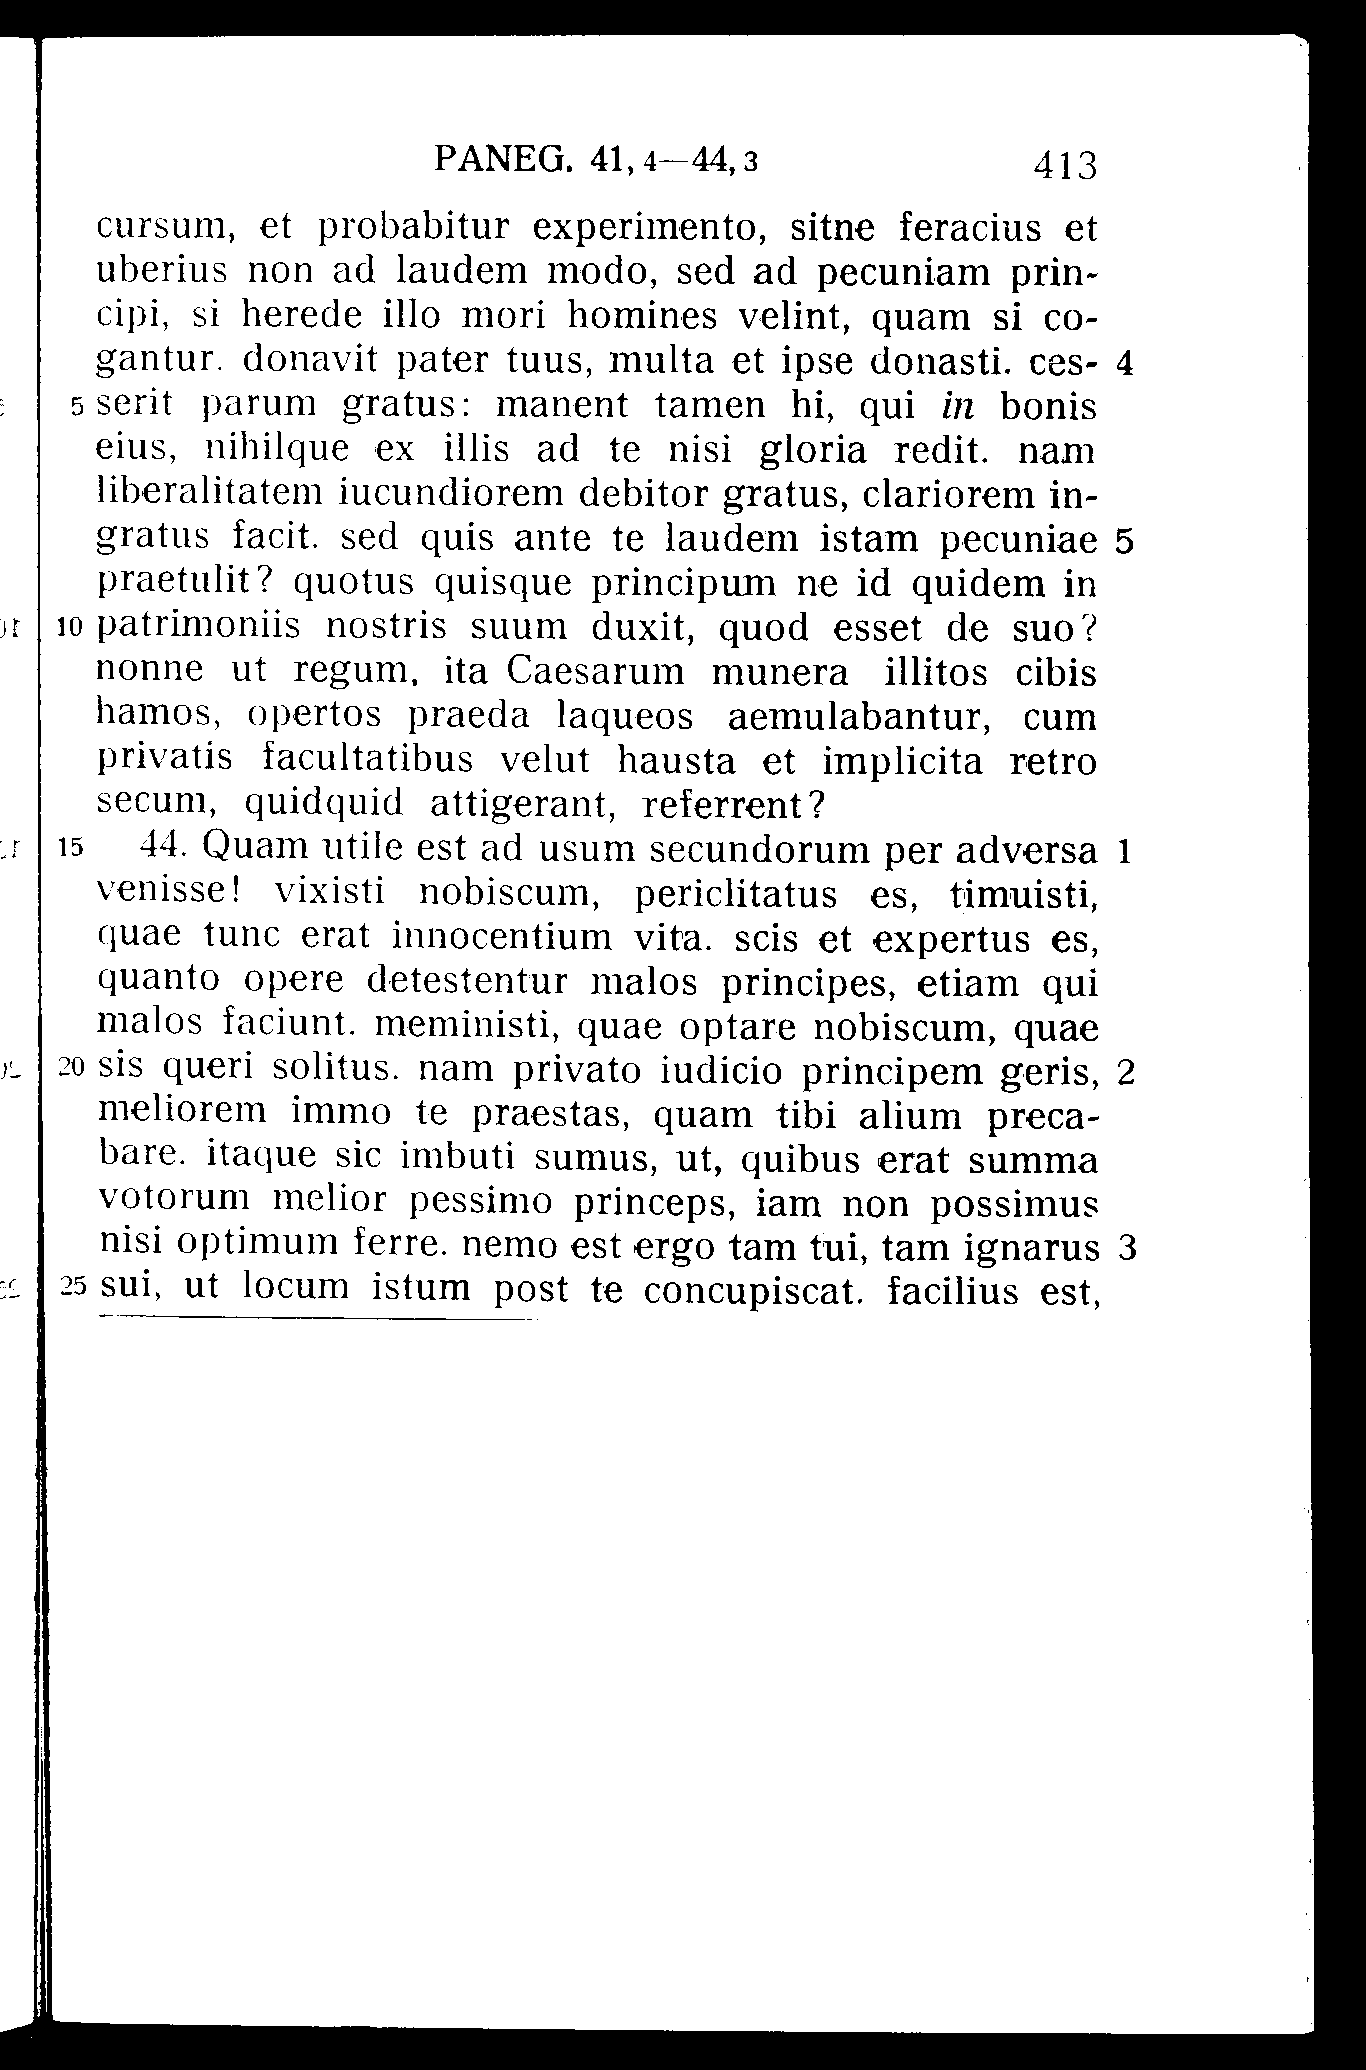 PANEG. 41, 4—44, 3 413
cursum, et probabitur experimento, sitne feracius et
uberius non ad laudem modo, sed ad pecuniam prin-
cipi, si herede illo mori homines velint, quam si co-
gantur. donavit pater tuus, multa et ipse donasti. ces- 4
5 serit parum gratus: manent tamen hi, qui in bonis
eius, nihilque ex illis ad te nisi gloria redit. nam
liberalitatem iucundiorem debitor gratus, clariorem in-
gratus facit. sed quis ante te laudem istam pecuniae 5
praetulit? quotus quisque principum ne id quidem in
10 patrimoniis nostris suum duxit, quod esset de suo?
nonne ut regum, ita Caesarum munera illitos cibis
hamos, opertos praeda laqueos aemulabantur, cum
privatis facultatibus velut hausta et implicita retro
secum, quidquid attigerant, referrent?
15 44. Quam utile est ad usum secundorum per adversa 1
venisse! vixisti nobiscum, periclitatus es, timuisti,
quae tunc erat innocentium vita. scis et expertus es,
quanto opere detestentur malos principes, etiam qui
malos faciunt. meministi, quae optare nobiscum, quae
20 sis queri solitus. nam privato iudicio principem geris, 2
meliorem immo te praestas, quam tibi alium preca-
bare. itaque sic imbuti sumus, ut, quibus erat summa
votorum melior pessimo princeps, iam non possimus
nisi optimum ferre. nemo est ergo tam tui, tam ignarus 3
25 sui, ut locum istum post te concupiscat. facilius est,